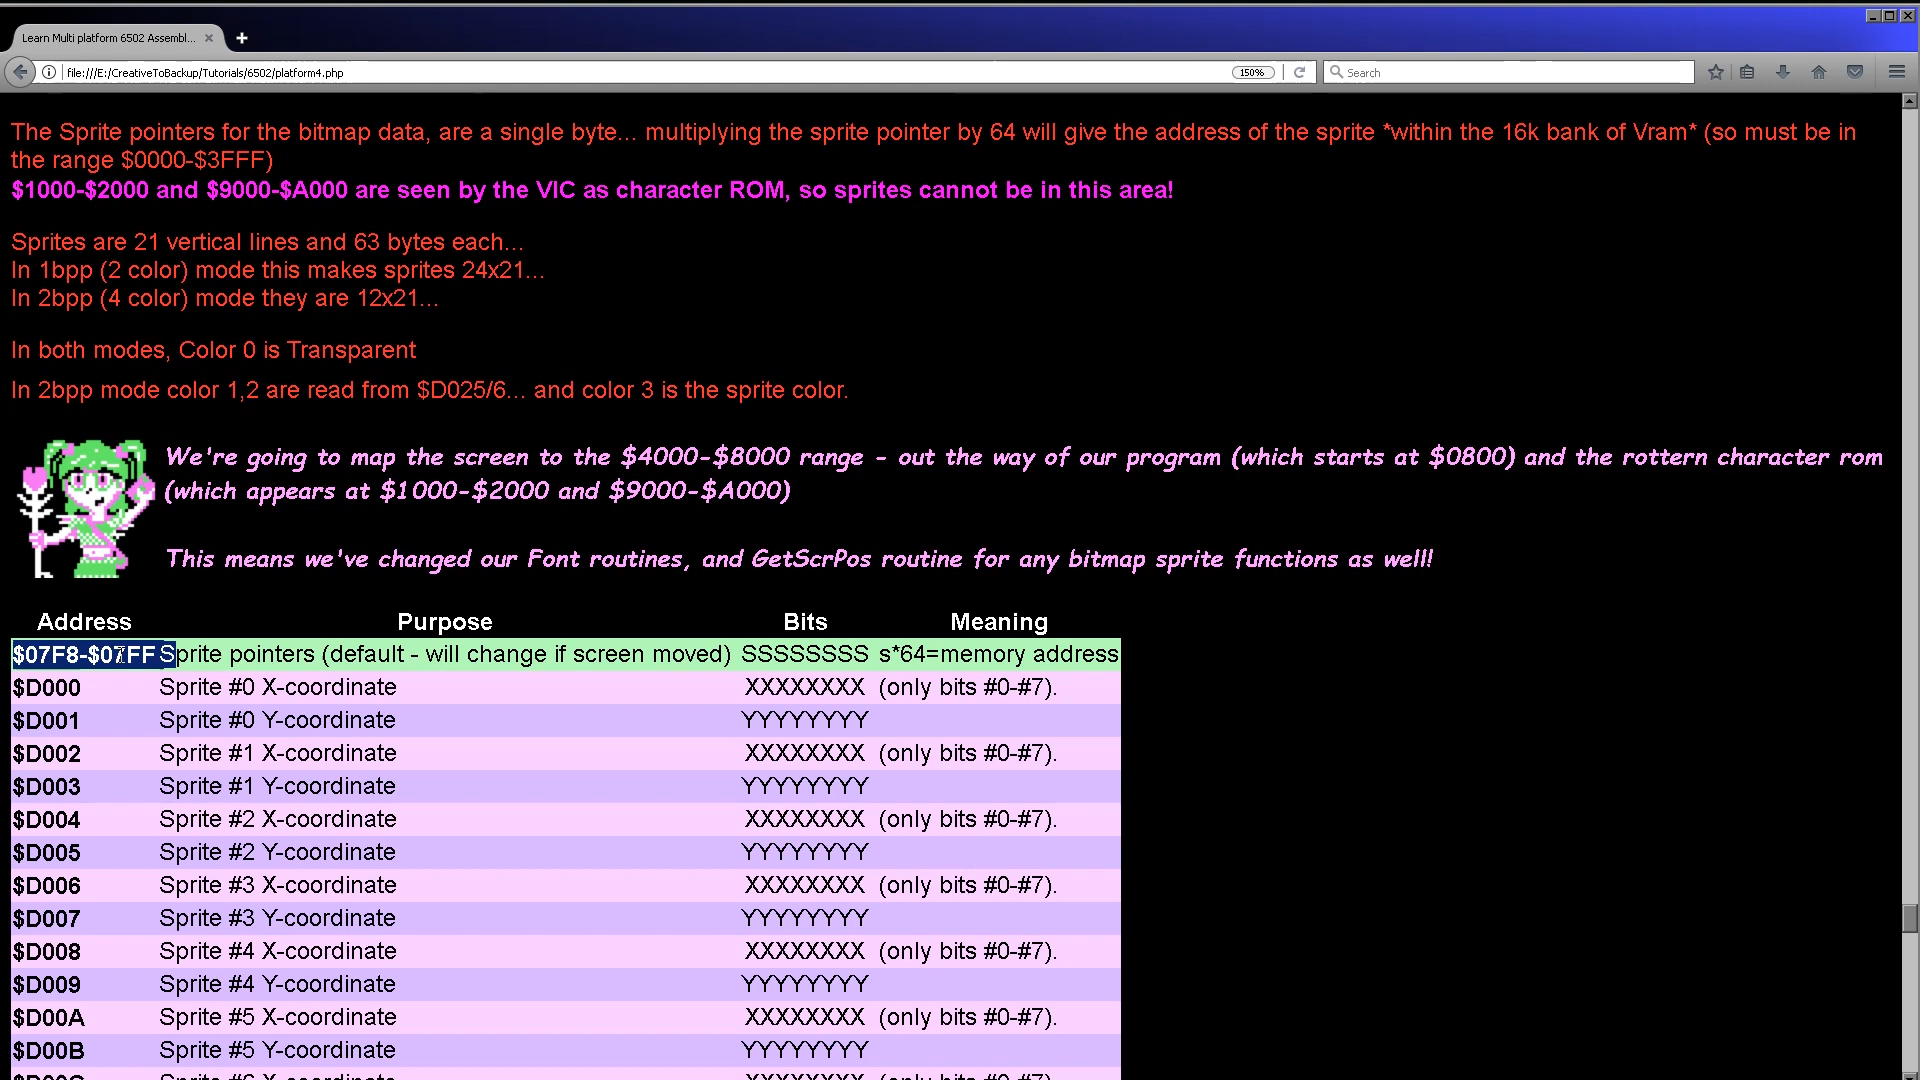 Learn Multi platform 6502 Assembl...
file:///E:/CreativeToBackup/Tutorials/6502/platform4.php
150%
Search
The Sprite pointers for the bitmap data, are a single byte... multiplying the sprite pointer by 64 will give the address of the sprite *within the 16k bank of Vram* (so must be in
the range $0000-$3FFF)
$1000-$2000 and $9000-$A000 are seen by the VIC as character ROM, so sprites cannot be in this area!
Sprites are 21 vertical lines and 63 bytes each...
In 1bpp (2 color) mode this makes sprites 24x21...
In 2bpp (4 color) mode they are 12x21...
In both modes, Color 0 is Transparent
In 2bpp mode color 1,2 are read from $D025/6... and color 3 is the sprite color.
We're going to map the screen to the $4000-$8000 range - out the way of our program (which starts at $0800) and the rottern character rom
(which appears at $1000-$2000 and $9000-$A000)
This means we've changed our Font routines, and GetScrPos routine for any bitmap sprite functions as well!
Address Purpose Bits Meaning
$07F8-$07FF Sprite pointers (default - will change if screen moved) SSSSSSSS s*64=memory address
$D000 Sprite #0 X-coordinate XXXXXXXX (only bits #0-#7).
$D001 Sprite #0 Y-coordinate YYYYYYYY
$D002 Sprite #1 X-coordinate XXXXXXXX (only bits #0-#7).
$D003 Sprite #1 Y-coordinate YYYYYYYY
$D004 Sprite #2 X-coordinate XXXXXXXX (only bits #0-#7).
$D005 Sprite #2 Y-coordinate YYYYYYYY
$D006 Sprite #3 X-coordinate XXXXXXXX (only bits #0-#7).
$D007 Sprite #3 Y-coordinate YYYYYYYY
$D008 Sprite #4 X-coordinate XXXXXXXX (only bits #0-#7).
$D009 Sprite #4 Y-coordinate YYYYYYYY
$D00A Sprite #5 X-coordinate XXXXXXXX (only bits #0-#7).
$D00B Sprite #5 Y-coordinate YYYYYYYY